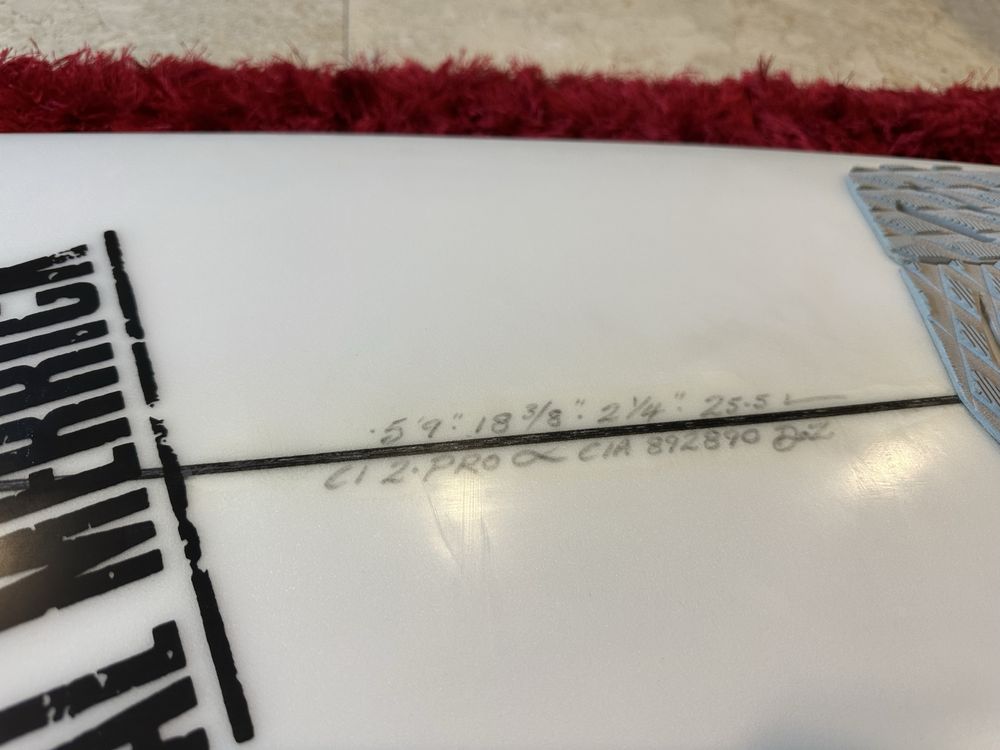 AL MERRICK
5'9" 18 3/8" 2 1/4" 25.5 L
CI 2.PRO CIA 892890